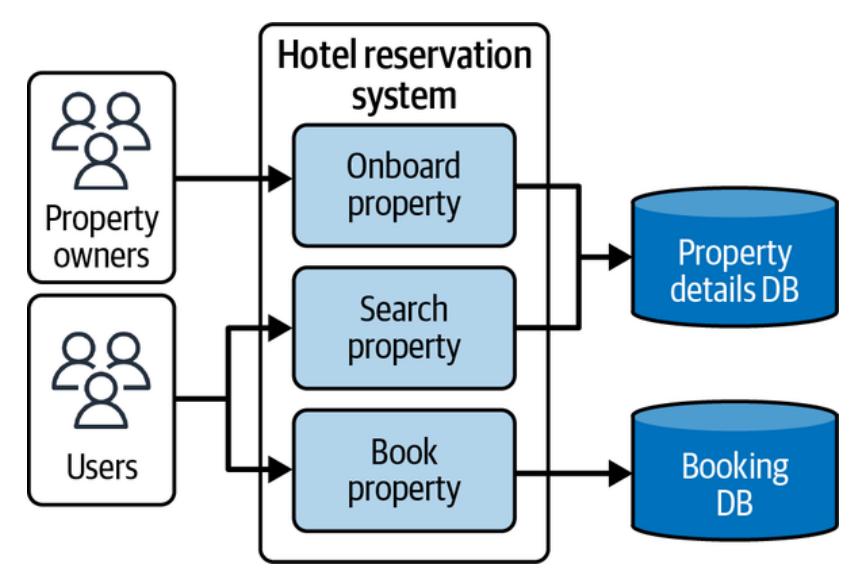 Hotel reservation
system
Property
owners
Onboard
property
Property
details DB
Search
property
Users
Book
property
Booking
DB